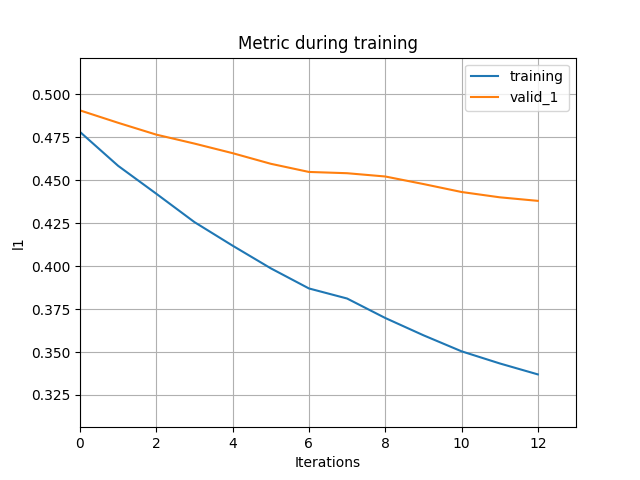 Metric during training
training
valid_1
0.500
0.475
0.450
0.425
0.400
0.375
0.350
0.325
l1
0 2 4 6 8 10 12
Iterations